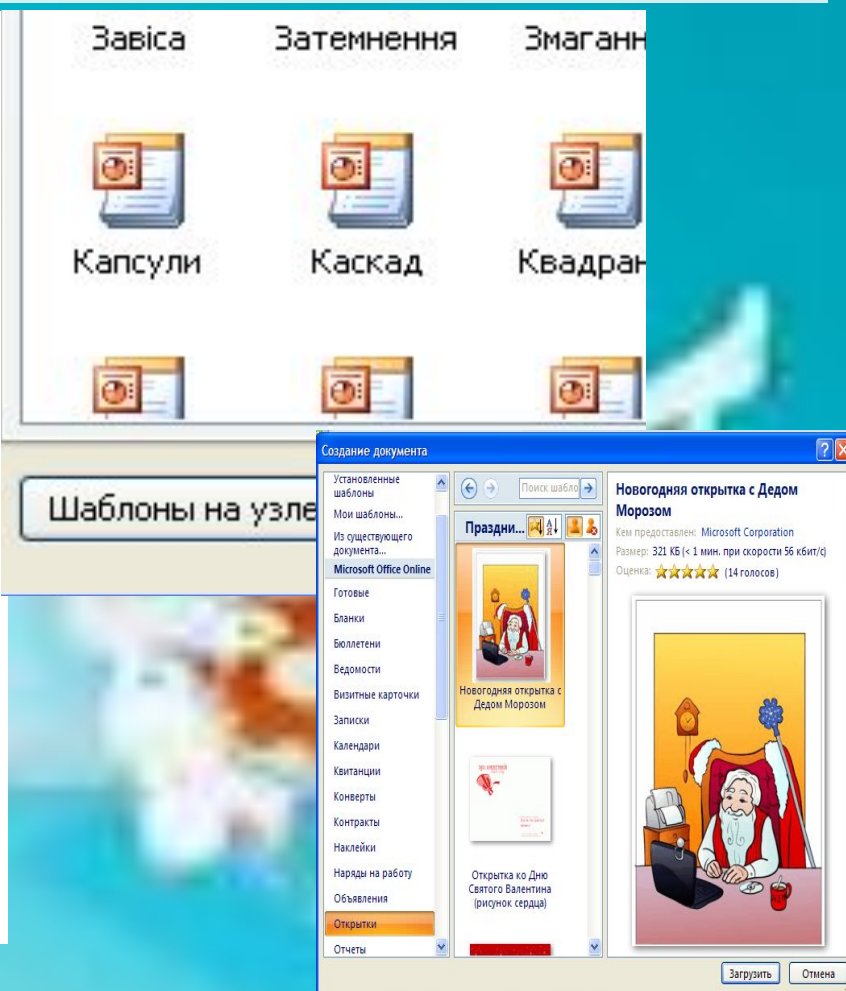 Завіса Затемнення Змаганн
Капсули Каскад Квадран
Шаблоны на узле
Создание документа
Установленные
шаблоны
Мои шаблоны...
Из существующего
документа...
Microsoft Office Online
Готовые
Бланки
Бюллетени
Ведомости
Визитные карточки
Записки
Календари
Квитанции
Конверты
Контракты
Наклейки
Наряды на работу
Объявления
Открытки
Отчеты
Поиск шабло
Праздни...
Новогодняя открытка с
Дедом Морозом
Открытка ко Дню
Святого Валентина
(рисунок сердца)
Новогодняя открытка с Дедом
Морозом
Кем предоставлен: Microsoft Corporation
Размер: 321 КБ (< 1 мин. при скорости 56 кбит/с)
Оценка: (14 голосов)
Загрузить Отмена